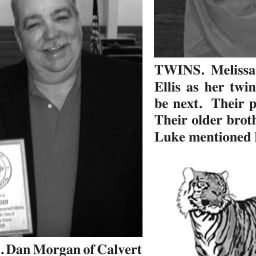 TWINS. Melissa
Ellis as her twin
be next. Their p
Their older broth
Luke mentioned
. Dan Morgan of Calvert